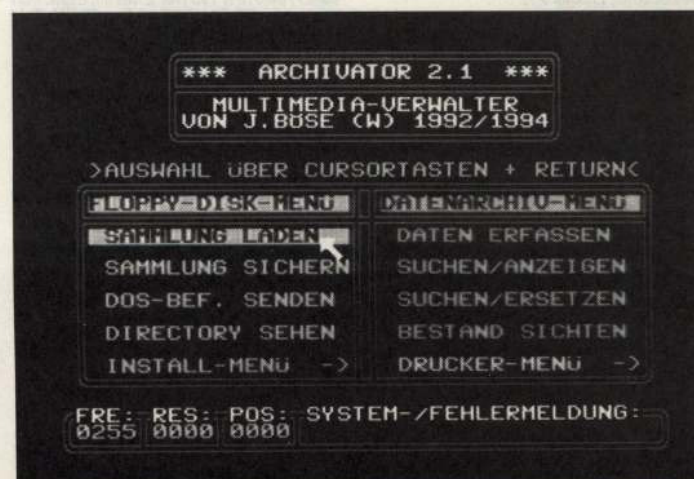 *** ARCHIVATOR 2.1 ***
MULTIMEDIA-VERWALTER
VON J.BÖSE (W) 1992/1994
>AUSWAHL ÜBER CURSORTASTEN + RETURN<
FLOPPY-DISK-MENÜ
SAMMLUNG LADEN
SAMMLUNG SICHERN
DOS-BEF. SENDEN
DIRECTORY SEHEN
INSTALL-MENÜ ->
DATENARCHIV-MENÜ
DATEN ERFASSEN
SUCHEN/ANZEIGEN
SUCHEN/ERSETZEN
BESTAND SICHTEN
DRUCKER-MENÜ ->
FRE: RES: POS: SYSTEM-/FEHLERMELDUNG:
0255 0000 0000